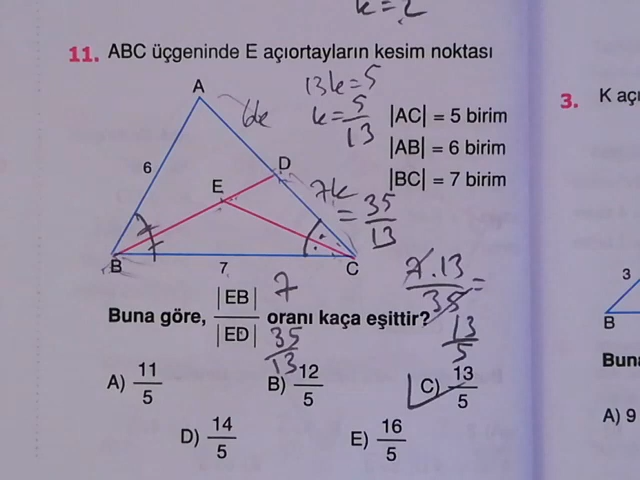 k=2
11. ABC üçgeninde E açıortayların kesim noktası
A
6k
13k=5
k=5/13
|AC| = 5 birim
|AB| = 6 birim
|BC| = 7 birim
6
D
E
7k
=35/13
B
7
C
Buna göre, |EB|/|ED| oranı kaça eşittir?
7
35/13
7.13/35=
13/5
A) 11/5
B) 12/5
C) 13/5
D) 14/5
E) 16/5
3. K açı
3
B
Buna
A) 9